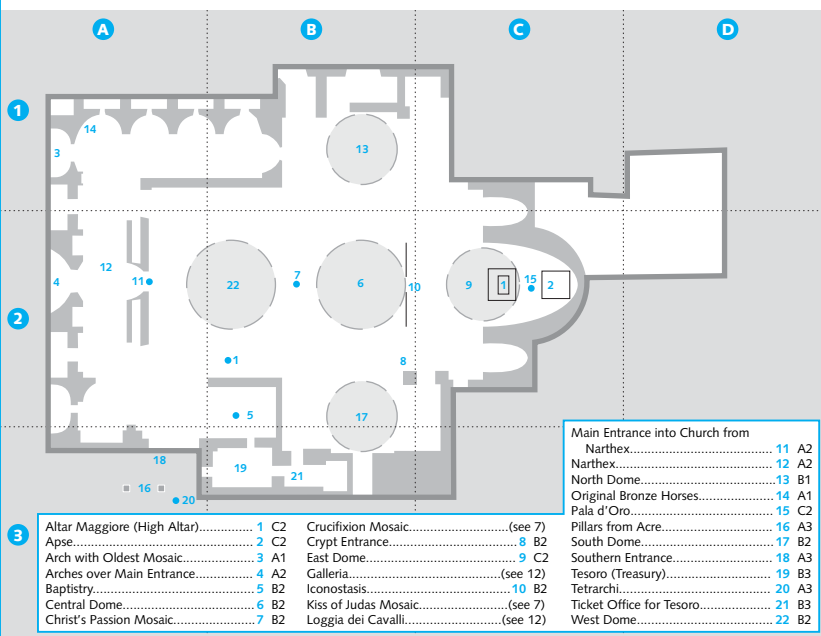 A B C D
1
14
3
13
12
4
11
22
7
6
10
9
1
15
2
2
1
8
5
17
18
19
21
16
20
3
Altar Maggiore (High Altar)............. 1 C2
Apse............. 2 C2
Arch with Oldest Mosaic............. 3 A1
Arches over Main Entrance............. 4 A2
Baptistry............. 5 B2
Central Dome............. 6 B2
Christ's Passion Mosaic............. 7 B2
Crucifixion Mosaic.............(see 7)
Crypt Entrance............. 8 B2
East Dome............. 9 C2
Galleria.............(see 12)
Iconostasis............. 10 B2
Kiss of Judas Mosaic.............(see 7)
Loggia dei Cavalli.............(see 12)
Main Entrance into Church from
Narthex............. 11 A2
Narthex............. 12 A2
North Dome............. 13 B1
Original Bronze Horses............. 14 A1
Pala d'Oro............. 15 C2
Pillars from Acre............. 16 A3
South Dome............. 17 B2
Southern Entrance............. 18 A3
Tesoro (Treasury)............. 19 B3
Tetrarchi............. 20 A3
Ticket Office for Tesoro............. 21 B3
West Dome............. 22 B2